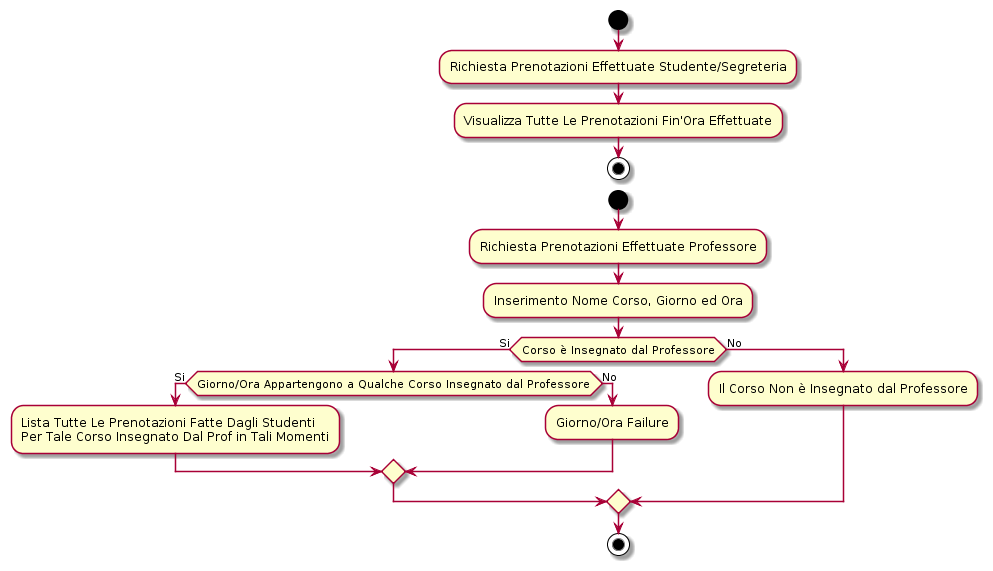 Richiesta Prenotazioni Effettuate Studente/Segreteria
Visualizza Tutte Le Prenotazioni Fin'Ora Effettuate
Richiesta Prenotazioni Effettuate Professore
Inserimento Nome Corso, Giorno ed Ora
Si
Corso è Insegnato dal Professore
No
Si
Giorno/Ora Appartengono a Qualche Corso Insegnato dal Professore
No
Il Corso Non è Insegnato dal Professore
Lista Tutte Le Prenotazioni Fatte Dagli Studenti
Per Tale Corso Insegnato Dal Prof in Tali Momenti
Giorno/Ora Failure